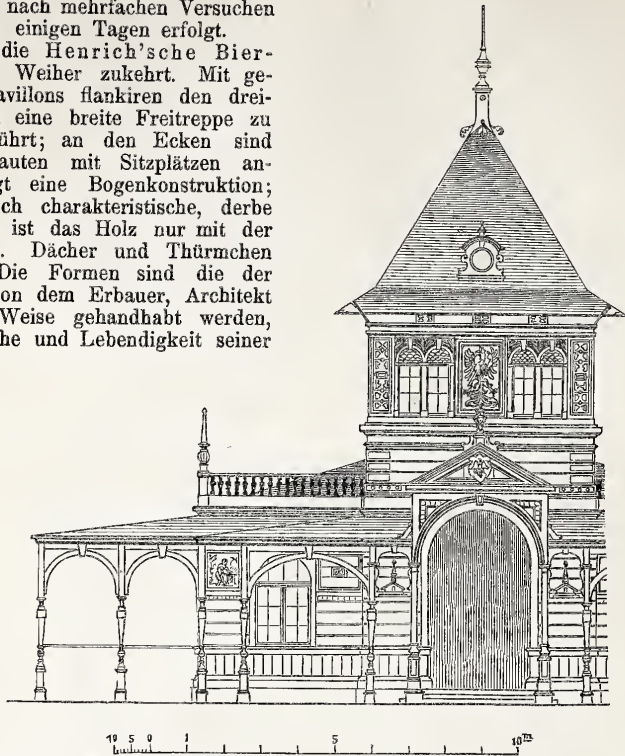 nach mehrfachen Versuchen
einigen Tagen erfolgt.
die Henrich'sche Bier-
Weiher zukehrt. Mit ge-
avillons flankiren den drei-
eine breite Freitreppe zu
ührt; an den Ecken sind
auten mit Sitzplätzen an-
gt eine Bogenkonstruktion;
ch charakteristische, derbe
ist das Holz nur mit der
. Dächer und Thürmchen
Die Formen sind die der
on dem Erbauer, Architekt
Weise gehandhabt werden,
he und Lebendigkeit seiner
10 5 0 1 5 10m